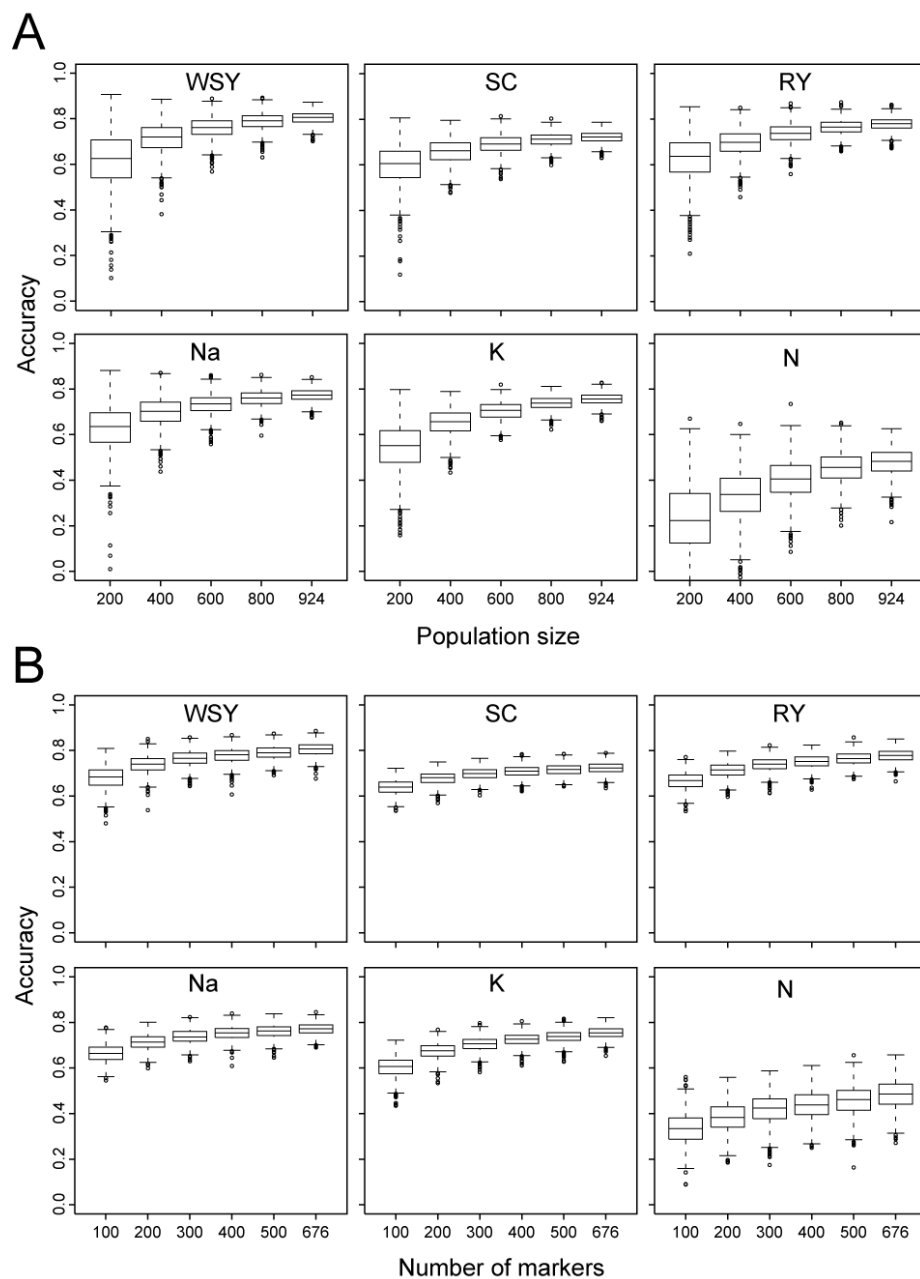 A
WSY SC RY
1.0
0.8
0.6
0.4
0.2
0.0
Accuracy
Na K N
1.0
0.8
0.6
0.4
0.2
0.0
200 400 600 800 924 200 400 600 800 924 200 400 600 800 924
Population size
B
WSY SC RY
1.0
0.8
0.6
0.4
0.2
0.0
Accuracy
Na K N
1.0
0.8
0.6
0.4
0.2
0.0
100 200 300 400 500 676 100 200 300 400 500 676 100 200 300 400 500 676
Number of markers